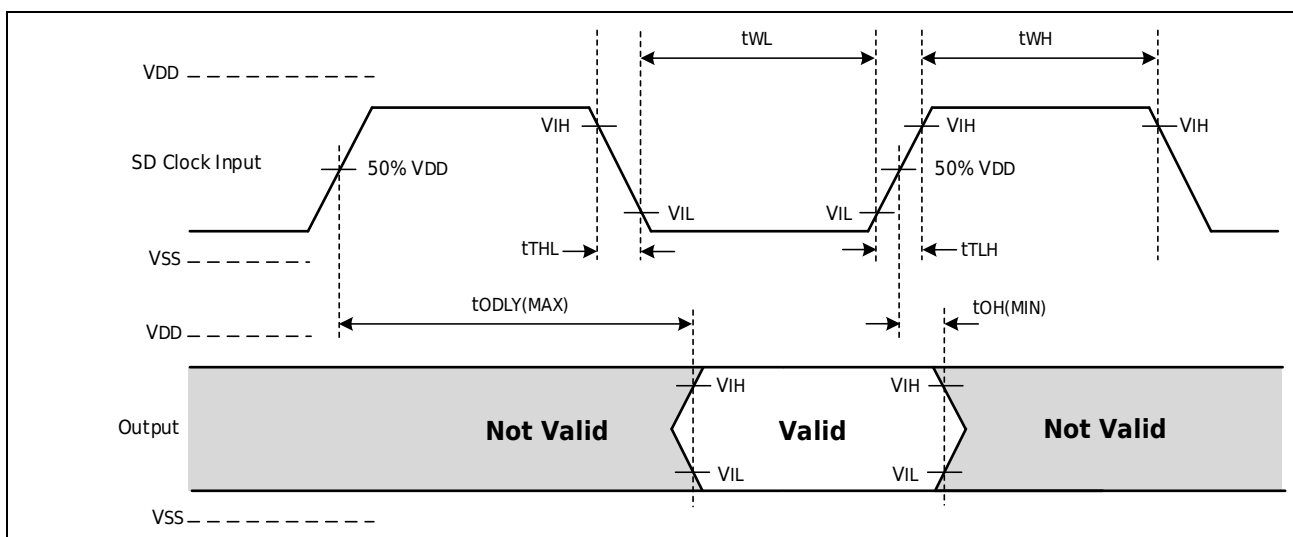 tWL
tWH
VDD
VIH
VIH
VIH
SD Clock Input
50% VDD
50% VDD
VIL
VIL
tTHL
tTLH
VSS
tODLY(MAX)
tOH(MIN)
VDD
VIH
VIH
Output
Not Valid
Valid
Not Valid
VIL
VIL
VSS